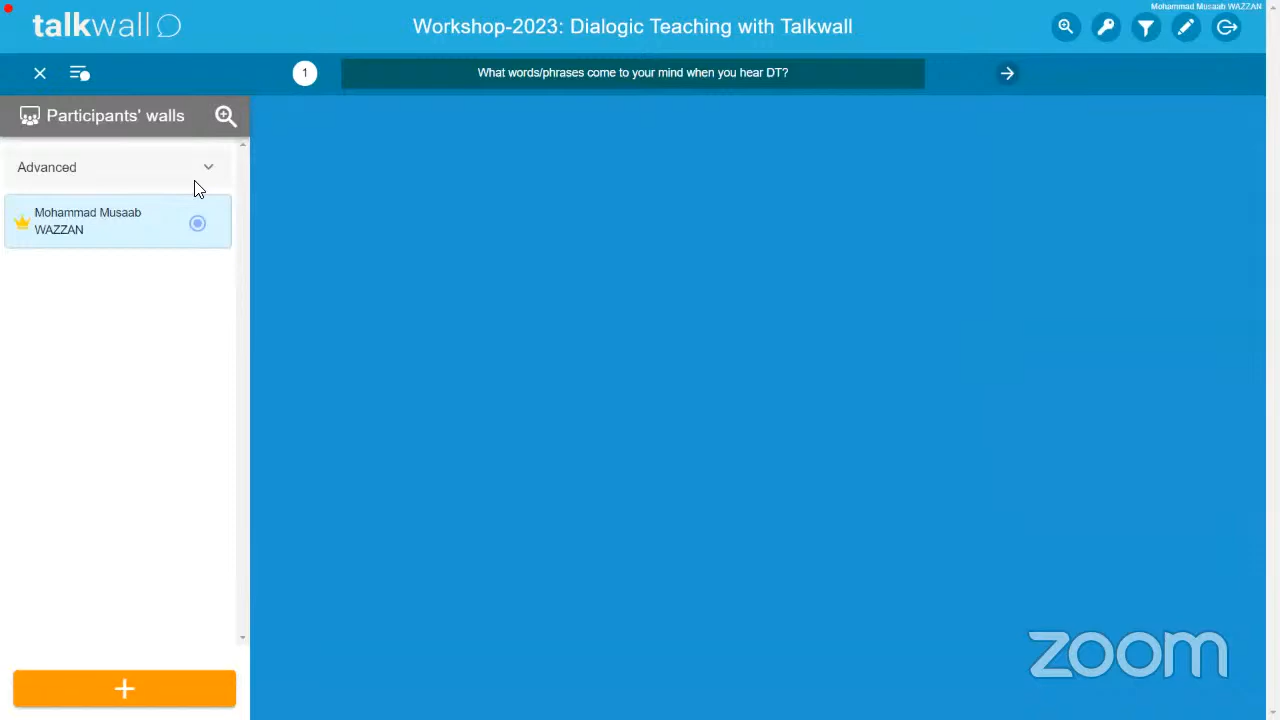 Mohammad Musaab WAZZAN
talkwall
Workshop-2023: Dialogic Teaching with Talkwall
1
What words/phrases come to your mind when you hear DT?
Participants' walls
Advanced
Mohammad Musaab
WAZZAN
zoom